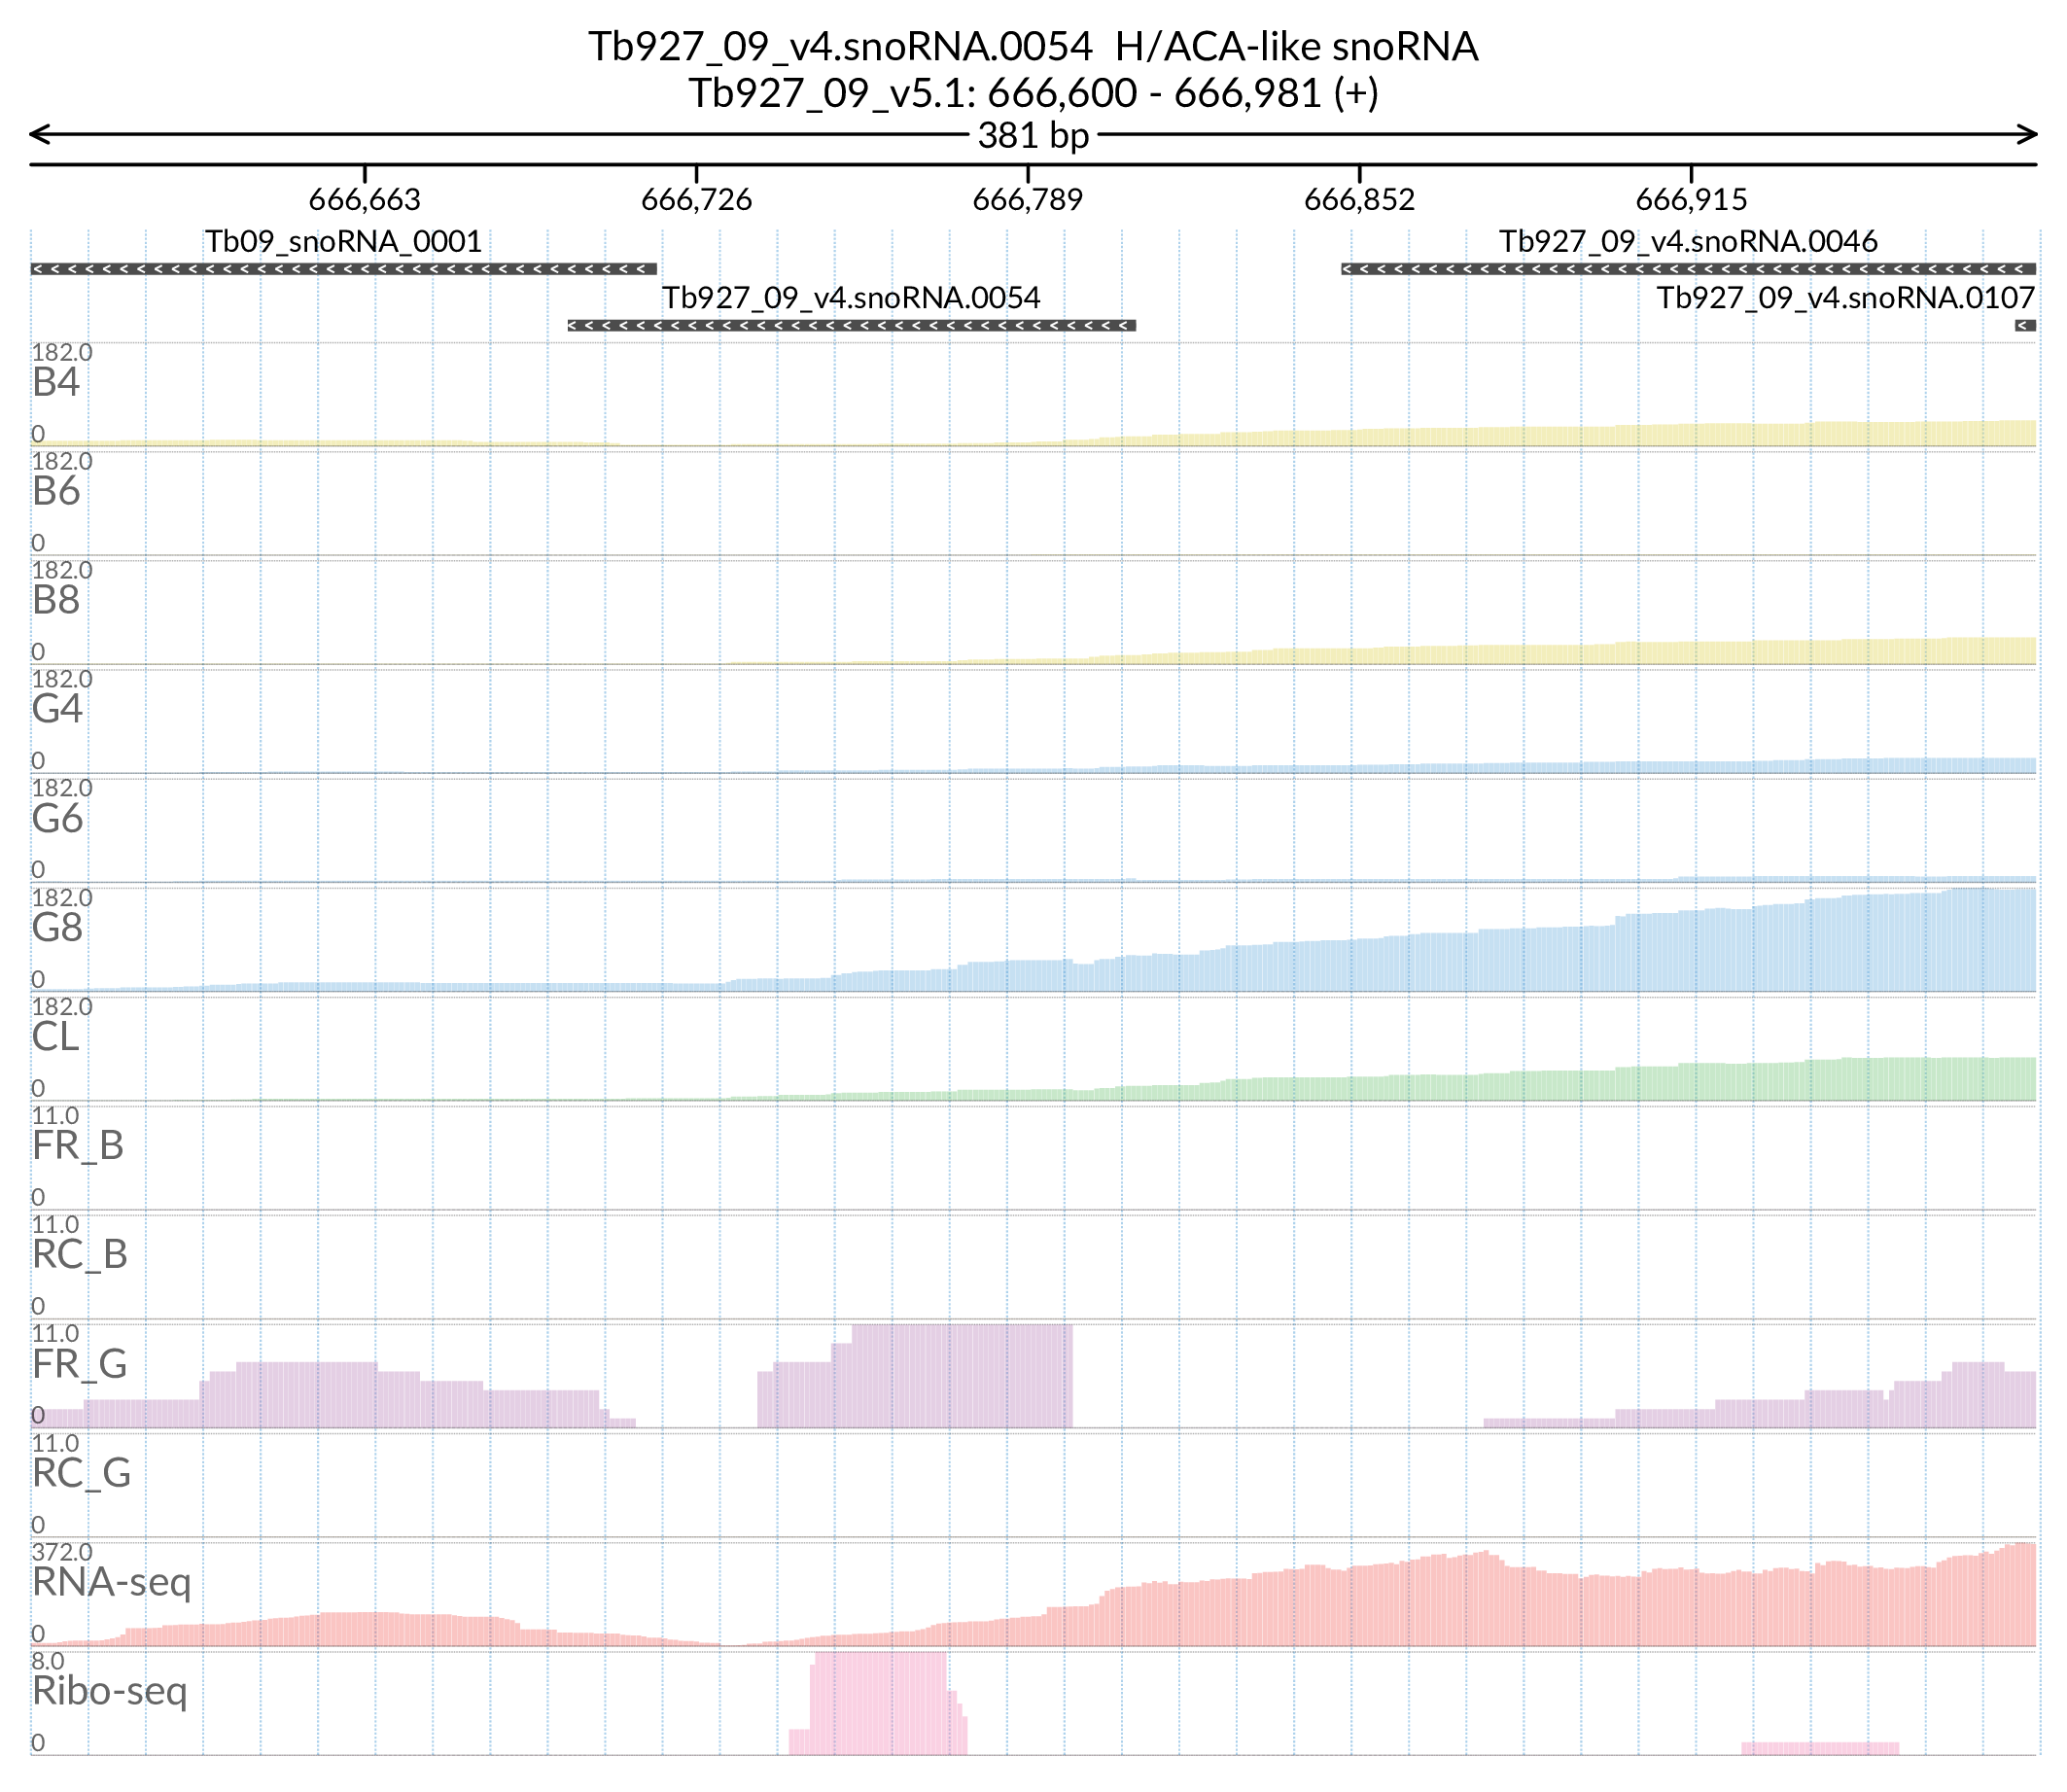 Tb927_09_v4.snoRNA.0054 H/ACA-like snoRNA
Tb927_09_v5.1: 666,600 - 666,981 (+)
381 bp
666,663 666,726 666,789 666,852 666,915
Tb09_snoRNA_0001 Tb927_09_v4.snoRNA.0046
Tb927_09_v4.snoRNA.0054 Tb927_09_v4.snoRNA.0107
182.0
B4
0
182.0
B6
0
182.0
B8
0
182.0
G4
0
182.0
G6
0
182.0
G8
0
182.0
CL
0
11.0
FR_B
0
11.0
RC_B
0
11.0
FR_G
0
11.0
RC_G
0
372.0
RNA-seq
0
8.0
Ribo-seq
0